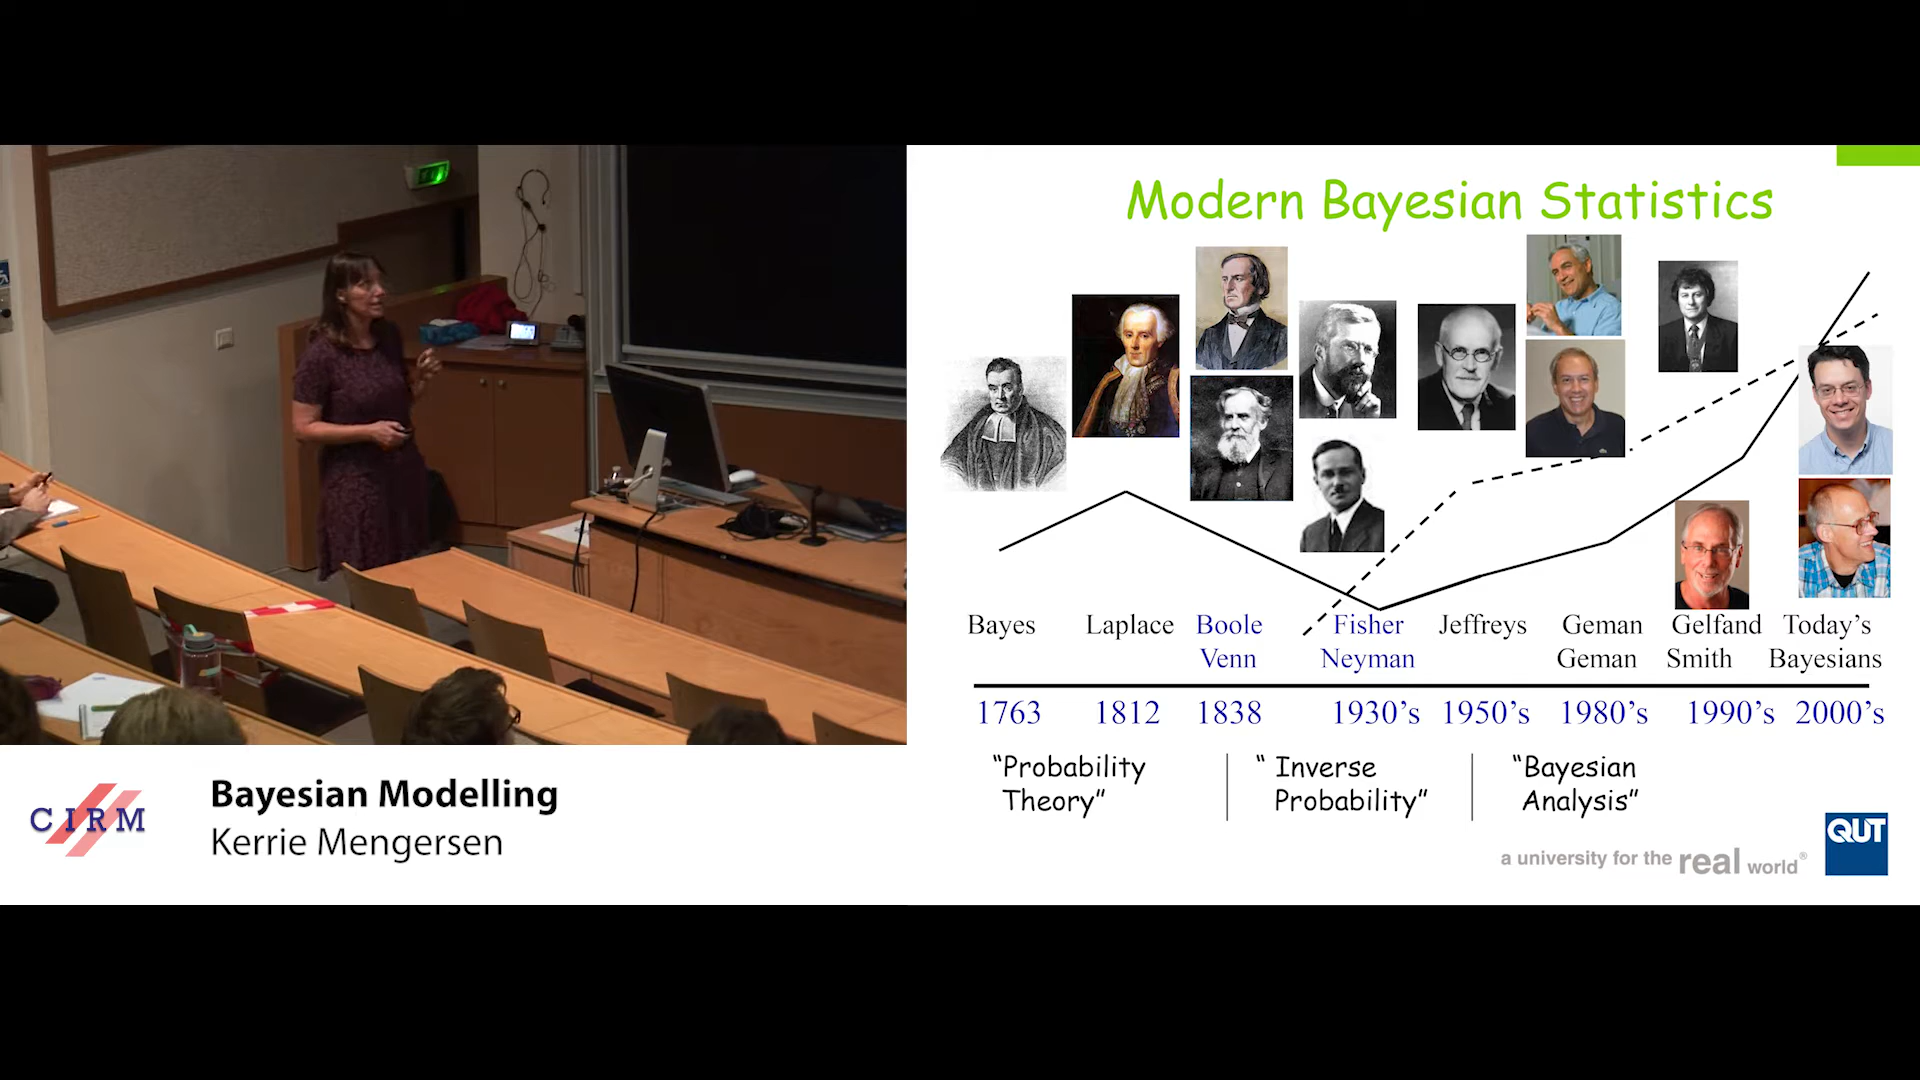 Modern Bayesian Statistics
Bayes Laplace Boole Fisher Jeffreys Geman Gelfand Today's
Venn Neyman Geman Smith Bayesians
1763 1812 1838 1930's 1950's 1980's 1990's 2000's
"Probability Theory"
" Inverse Probability"
"Bayesian Analysis"
QUT
a university for the real world®
CIRM
Bayesian Modelling
Kerrie Mengersen